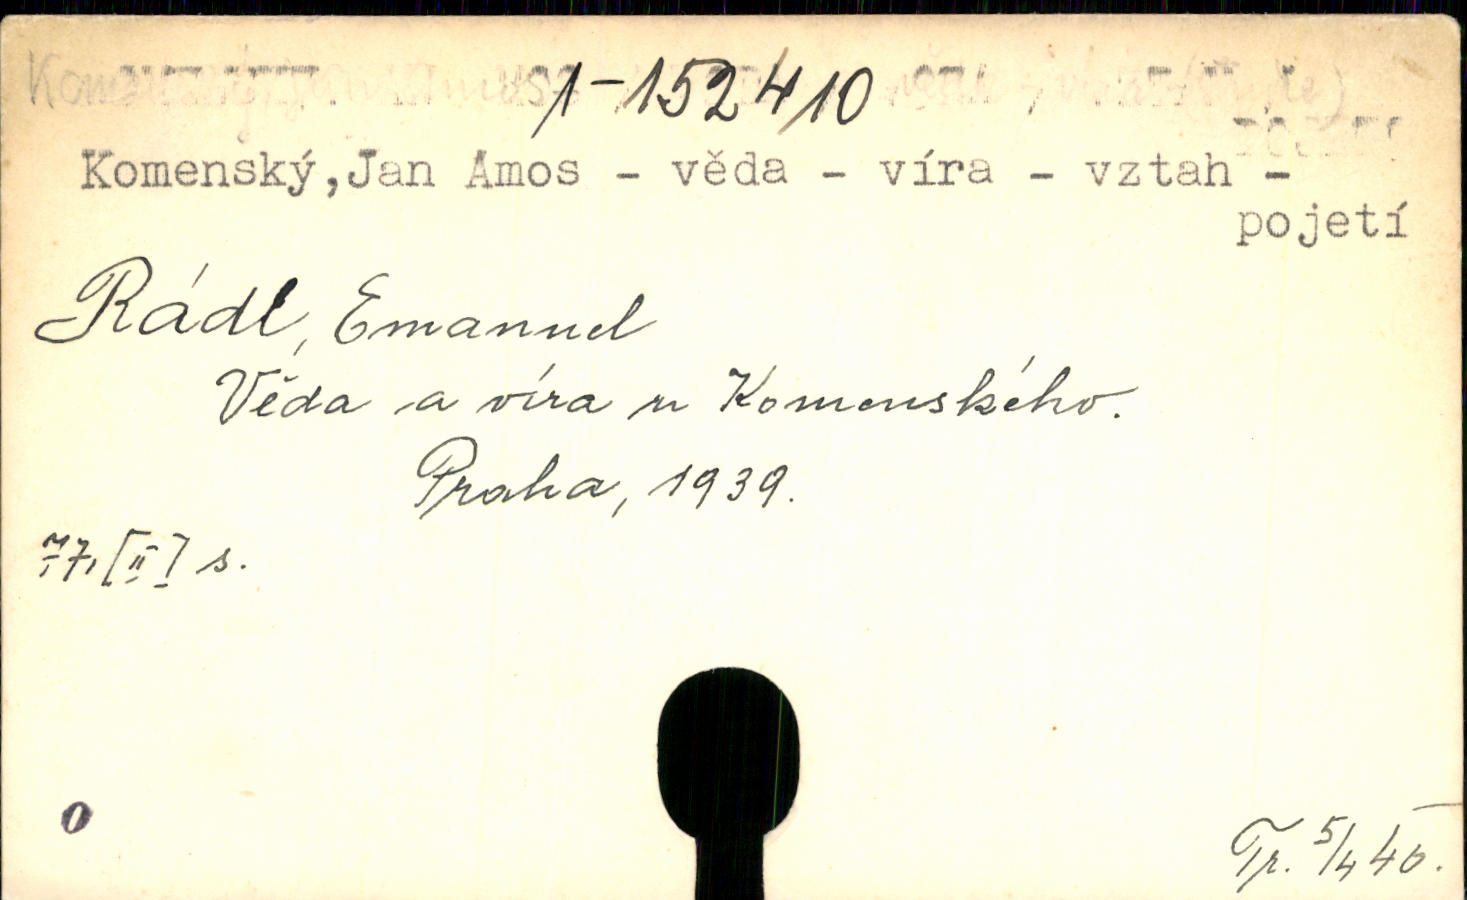 1-152410
Komenský,Jan Amos - věda - víra - vztah -
pojetí
Rádl, Emanuel
Věda a víra u Komenského.
Praha, 1939.
77, [II] s.
0
Tr. 5/4 40.